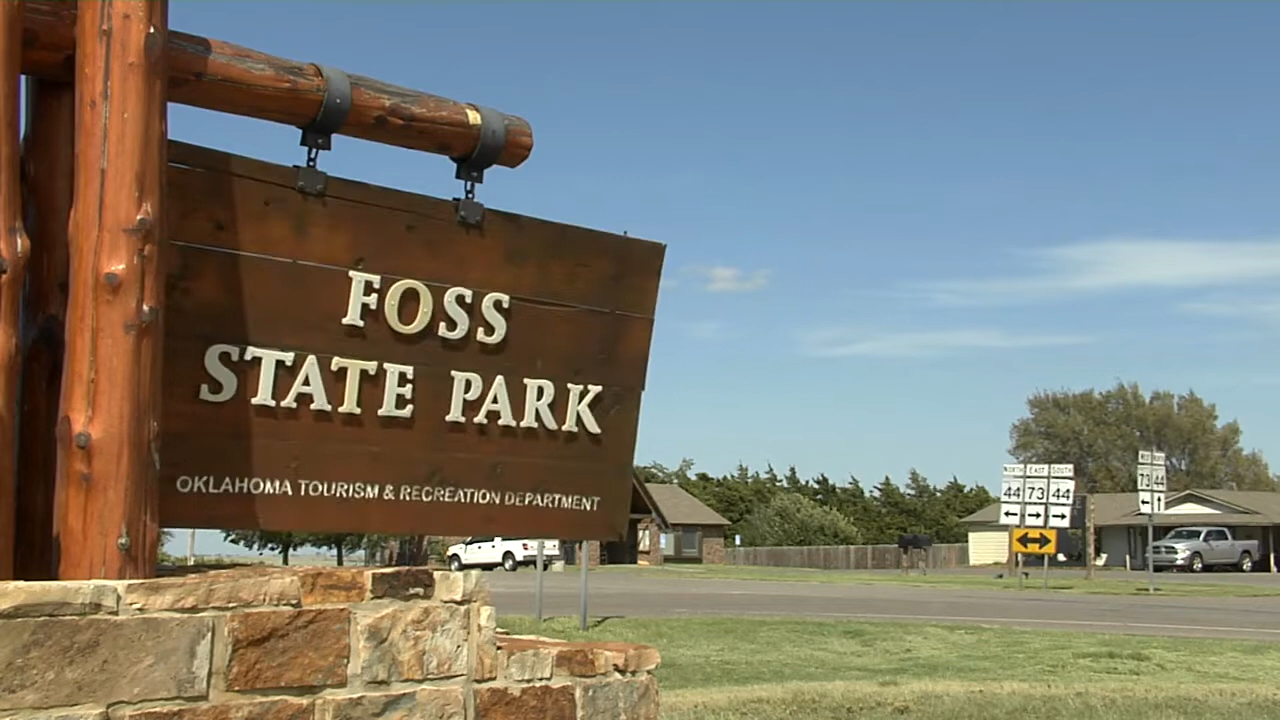 FOSS
STATE PARK
OKLAHOMA TOURISM & RECREATION DEPARTMENT
NORTH EAST SOUTH
44 73 44
73 44